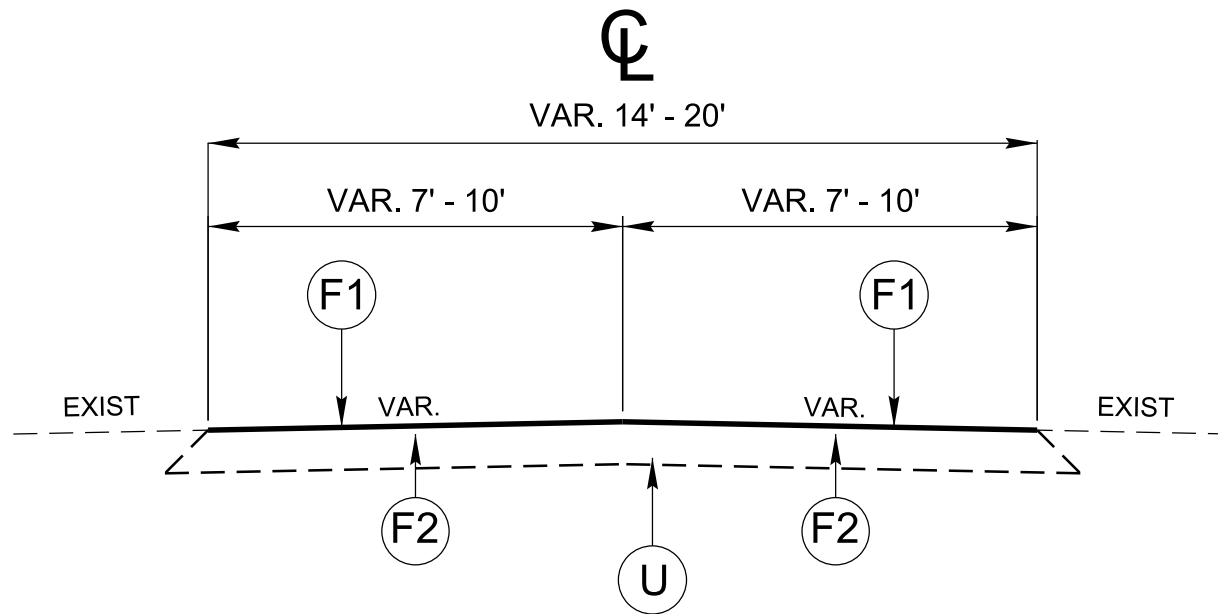 ℄
VAR. 14' - 20'
VAR. 7' - 10' VAR. 7' - 10'
F1 F1
EXIST VAR. VAR. EXIST
F2 F2
U